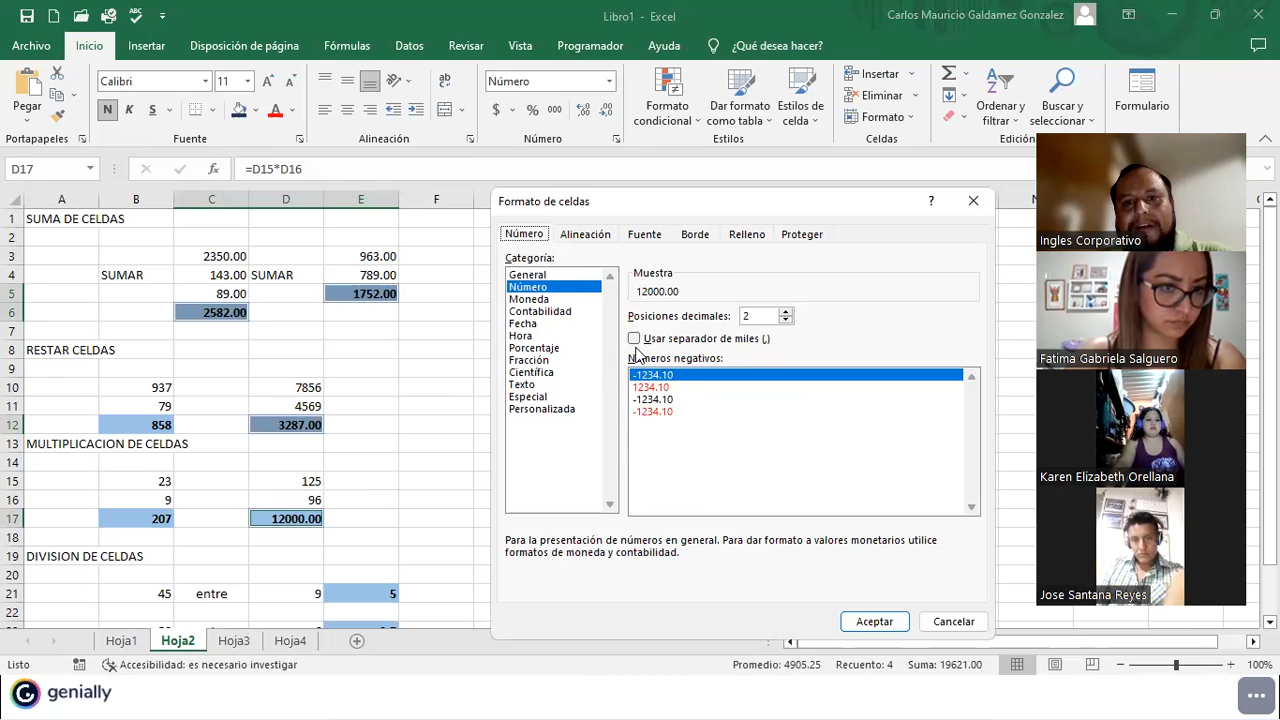 Libro1 - Excel
Carlos Mauricio Galdamez Gonzalez
Archivo Inicio Insertar Disposición de página Fórmulas Datos Revisar Vista Programador Ayuda ¿Qué desea hacer?
Pegar
Portapapeles
Calibri 11
N K S
Fuente
Alineación
Número
$ % 000
Número
Formato condicional
Dar formato como tabla
Estilos de celda
Estilos
Insertar
Eliminar
Formato
Celdas
Ordenar y filtrar
Buscar y seleccionar
Edición
Formulario
D17 fx =D15*D16
A B C D E F
1 SUMA DE CELDAS
2
3 2350.00 963.00
4 SUMAR 143.00 SUMAR 789.00
5 89.00 1752.00
6 2582.00
7
8 RESTAR CELDAS
9
10 937 7856
11 79 4569
12 858 3287.00
13 MULTIPLICACION DE CELDAS
14
15 23 125
16 9 96
17 207 12000.00
18
19 DIVISION DE CELDAS
20
21 45 entre 9 5
22
Formato de celdas ?
Número Alineación Fuente Borde Relleno Proteger
Categoría:
General
Número
Moneda
Contabilidad
Fecha
Hora
Porcentaje
Fracción
Científica
Texto
Especial
Personalizada
Muestra
12000.00
Posiciones decimales: 2
Usar separador de miles (,)
Números negativos:
-1234.10
1234.10
-1234.10
-1234.10
Para la presentación de números en general. Para dar formato a valores monetarios utilice
formatos de moneda y contabilidad.
Aceptar Cancelar
Ingles Corporativo
Fatima Gabriela Salguero
Karen Elizabeth Orellana
Jose Santana Reyes
Hoja1 Hoja2 Hoja3 Hoja4
Listo Accesibilidad: es necesario investigar Promedio: 4905.25 Recuento: 4 Suma: 19621.00 100%
genially